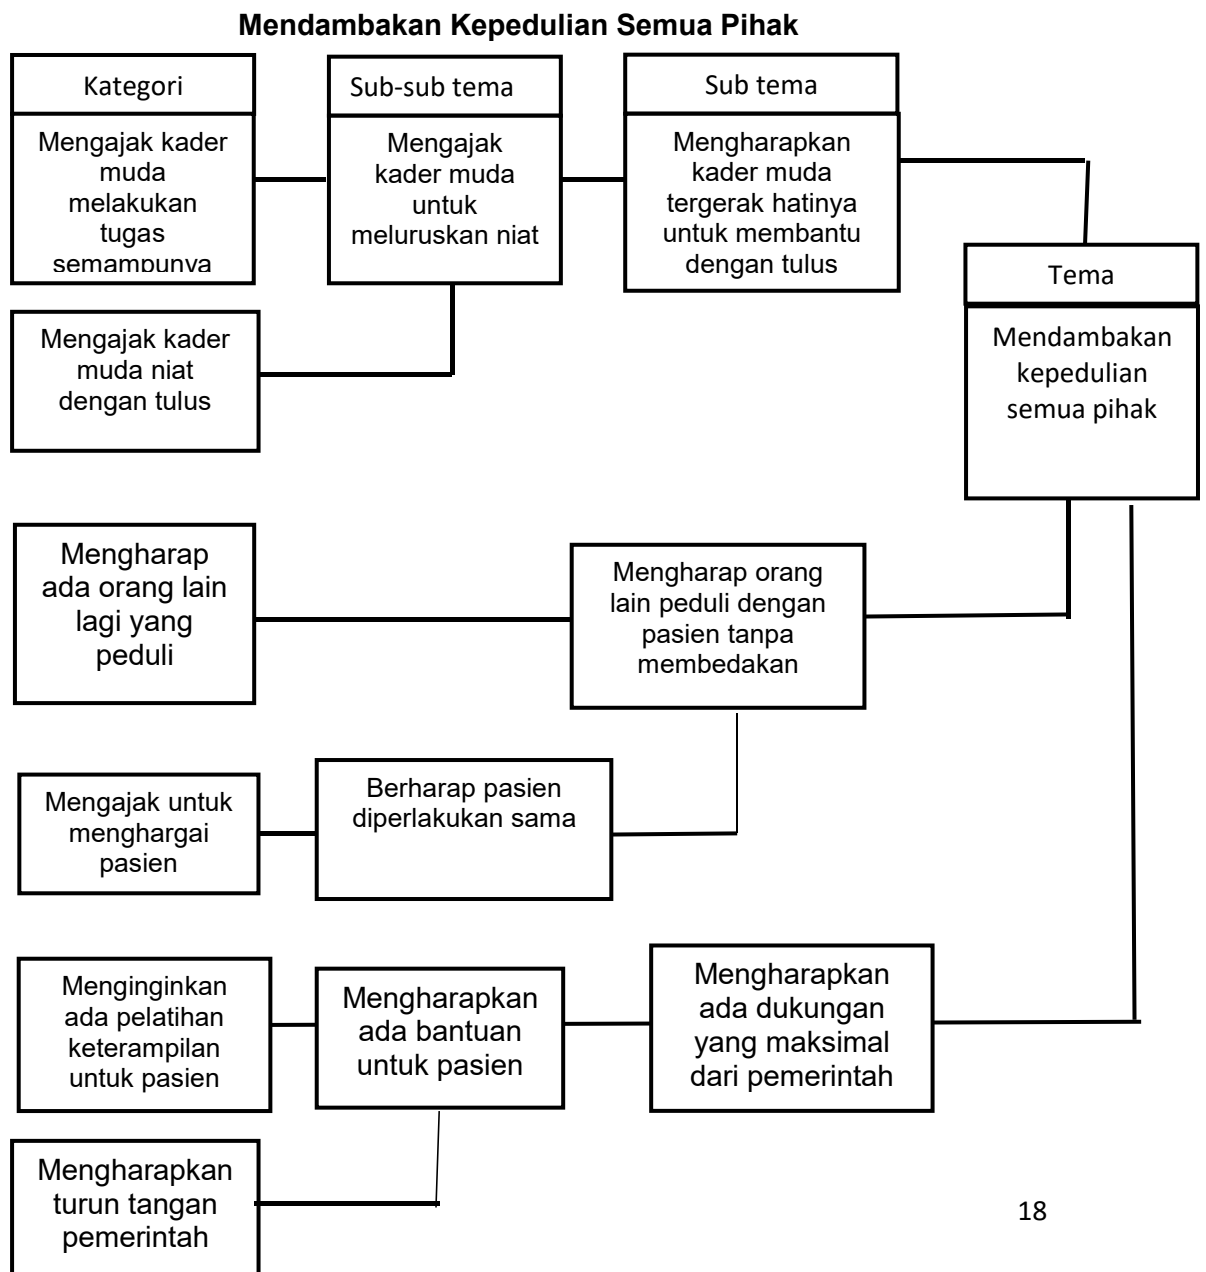 Mendambakan Kepedulian Semua Pihak
Kategori
Sub-sub tema
Sub tema
Mengajak kader
muda
melakukan
tugas
semampunya
Mengajak
kader muda
untuk
meluruskan niat
Mengharapkan
kader muda
tergerak hatinya
untuk membantu
dengan tulus
Tema
Mendambakan
kepedulian
semua pihak
Mengajak kader
muda niat
dengan tulus
Mengharap
ada orang lain
lagi yang
peduli
Mengharap orang
lain peduli dengan
pasien tanpa
membedakan
Mengajak untuk
menghargai
pasien
Berharap pasien
diperlakukan sama
Menginginkan
ada pelatihan
keterampilan
untuk pasien
Mengharapkan
ada bantuan
untuk pasien
Mengharapkan
ada dukungan
yang maksimal
dari pemerintah
Mengharapkan
turun tangan
pemerintah
18